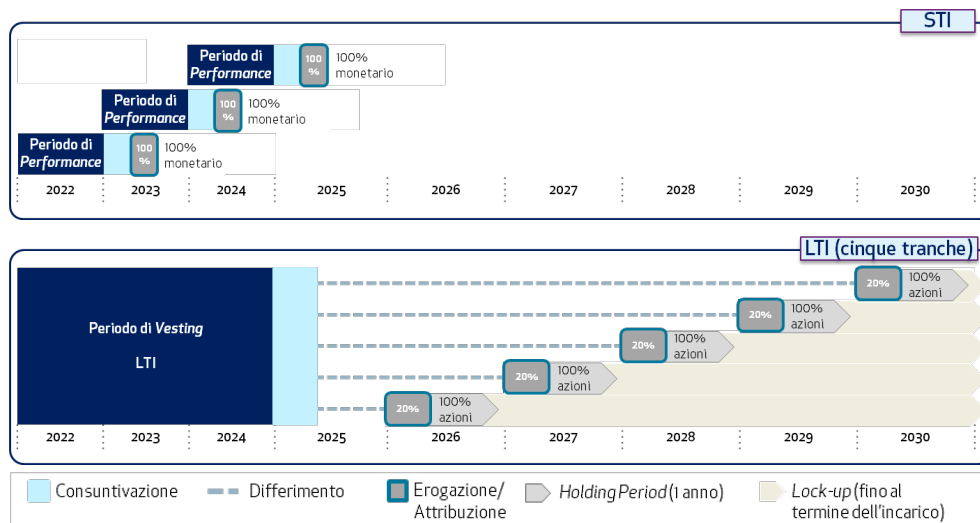 STI
Periodo di
Performance
100
%
100%
monetario
Periodo di
Performance
100
%
100%
monetario
Periodo di
Performance
100
%
100%
monetario
2022 2023 2024 2025 2026 2027 2028 2029 2030
LTI (cinque tranche)
Periodo di Vesting
LTI
20%
100%
azioni
20%
100%
azioni
20%
100%
azioni
20%
100%
azioni
20%
100%
azioni
2022 2023 2024 2025 2026 2027 2028 2029 2030
Consuntivazione
Differimento
Erogazione/
Attribuzione
Holding Period (1 anno)
Lock-up (fino al
termine dell'incarico)